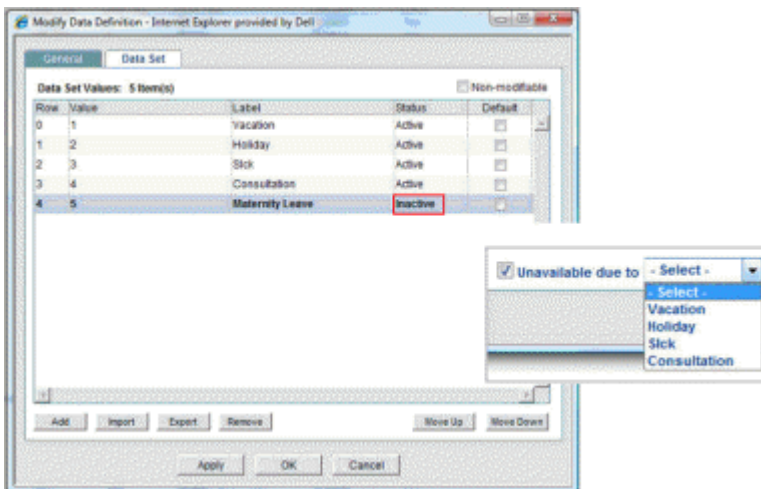 Modify Data Definition - Internet Explorer provided by Dell
General Data Set
Data Set Values: 5 Item(s) Non-modifiable
Row Value Label Status Default
0 1 Vacation Active
1 2 Holiday Active
2 3 Sick Active
3 4 Consultation Active
4 5 Maternity Leave Inactive
Unavailable due to - Select -
- Select -
Vacation
Holiday
Sick
Consultation
Add Import Export Remove Move Up Move Down
Apply OK Cancel